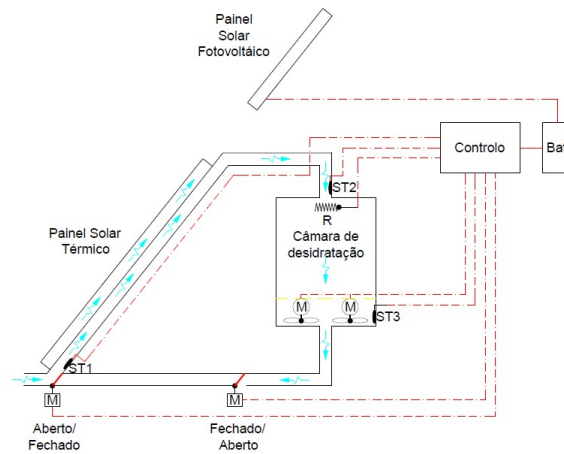 Painel
Solar
Fotovoltáico
Controlo
Bat
ST2
R
Câmara de
desidratação
Painel Solar
Térmico
M
M
ST3
ST1
M
M
Aberto/
Fechado
Fechado/
Aberto